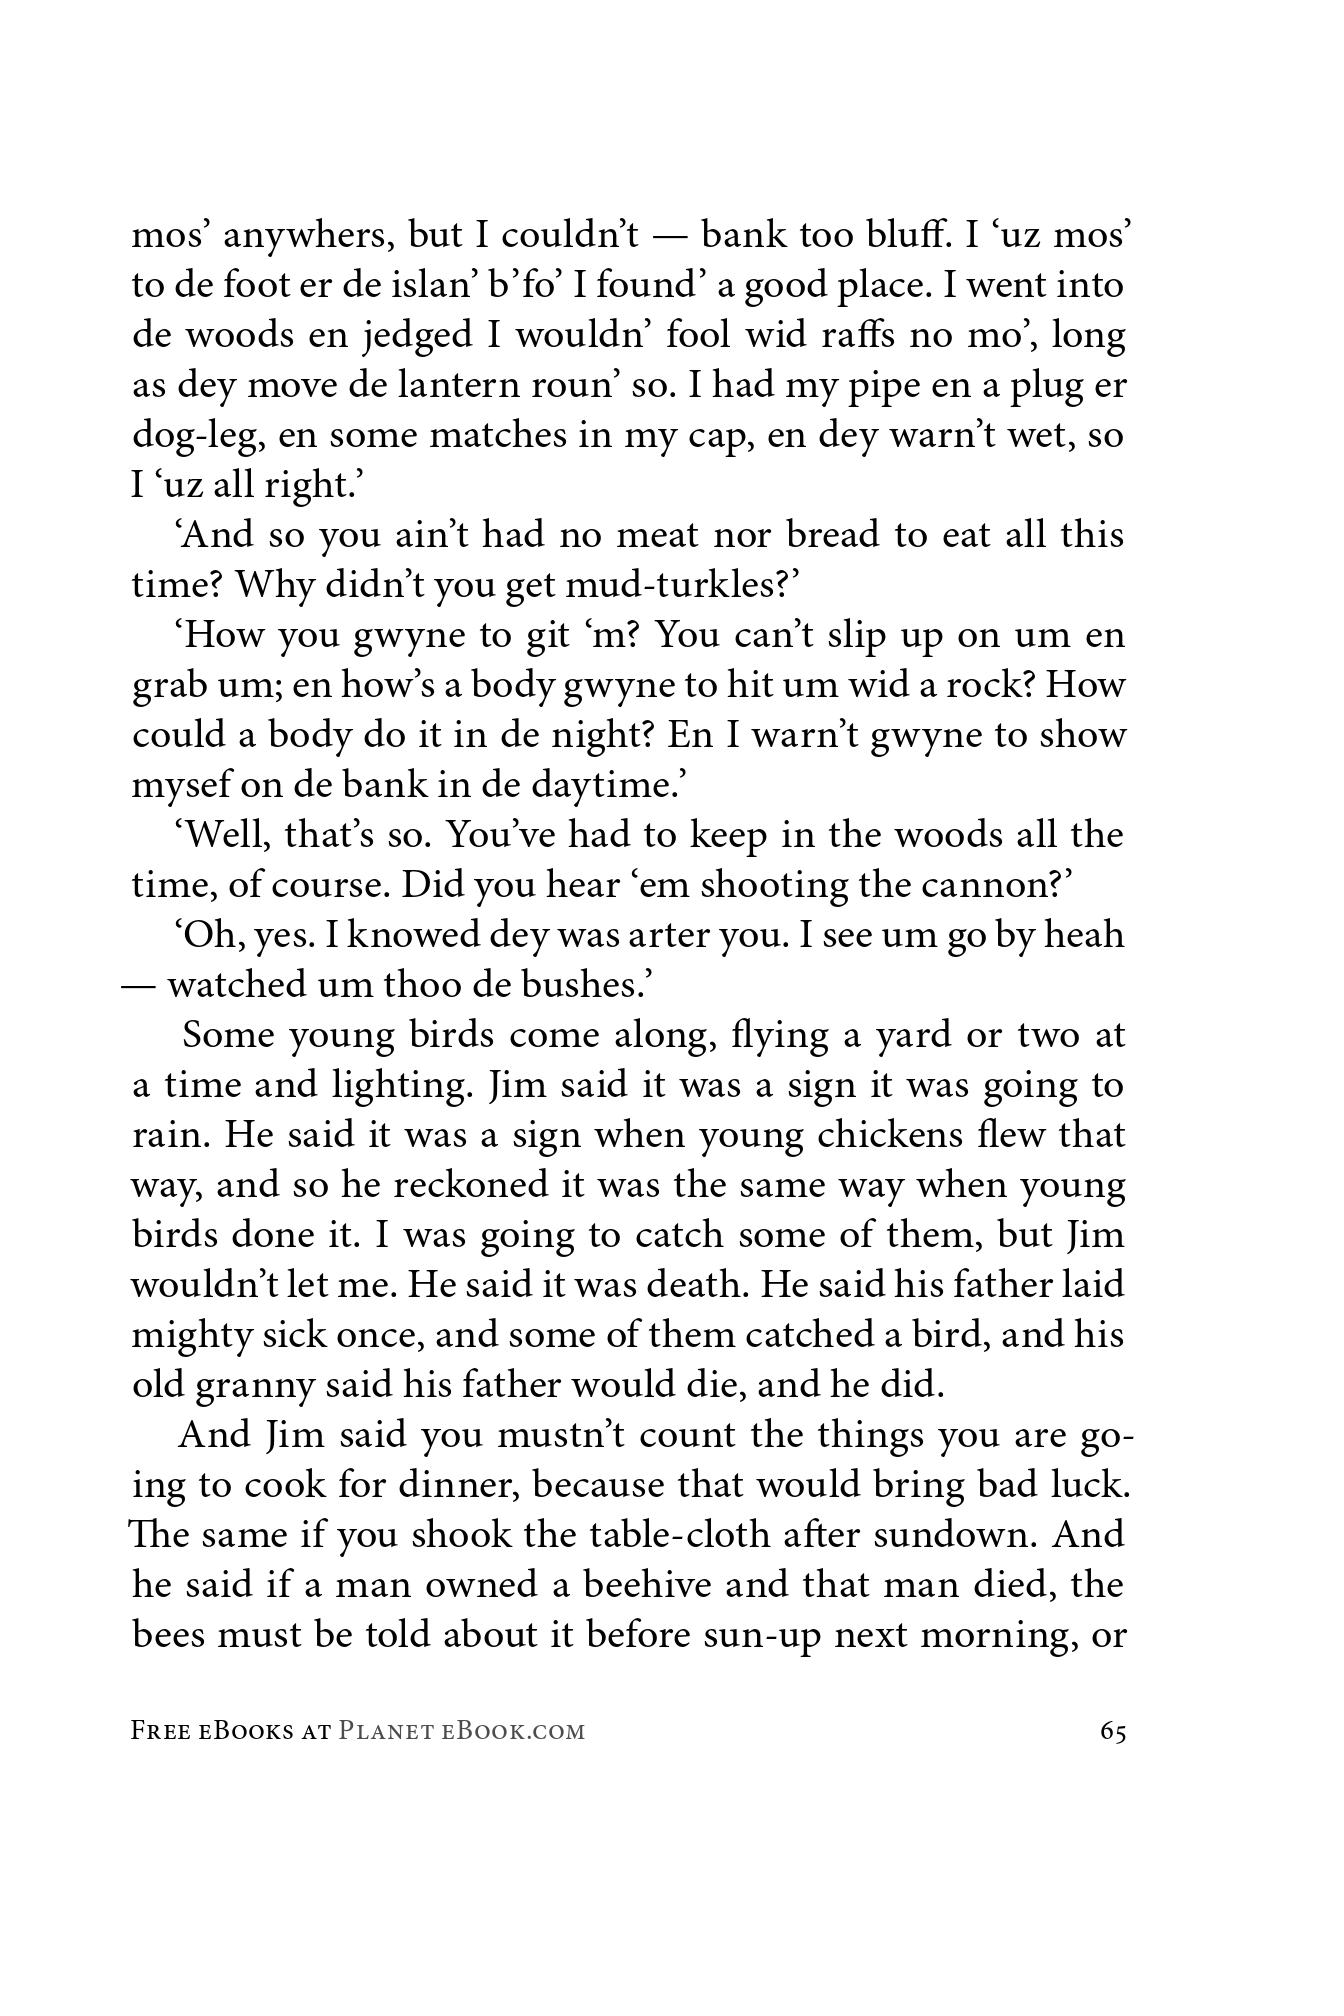 mos’ anywhers, but I couldn’t — bank too bluff. I ‘uz mos’
to de foot er de islan’ b’fo’ I found’ a good place. I went into
de woods en jedged I wouldn’ fool wid raffs no mo’, long
as dey move de lantern roun’ so. I had my pipe en a plug er
dog-leg, en some matches in my cap, en dey warn’t wet, so
I ‘uz all right.’
‘And so you ain’t had no meat nor bread to eat all this
time? Why didn’t you get mud-turkles?’
‘How you gwyne to git ‘m? You can’t slip up on um en
grab um; en how’s a body gwyne to hit um wid a rock? How
could a body do it in de night? En I warn’t gwyne to show
mysef on de bank in de daytime.’
‘Well, that’s so. You’ve had to keep in the woods all the
time, of course. Did you hear ‘em shooting the cannon?’
‘Oh, yes. I knowed dey was arter you. I see um go by heah
— watched um thoo de bushes.’
Some young birds come along, flying a yard or two at
a time and lighting. Jim said it was a sign it was going to
rain. He said it was a sign when young chickens flew that
way, and so he reckoned it was the same way when young
birds done it. I was going to catch some of them, but Jim
wouldn’t let me. He said it was death. He said his father laid
mighty sick once, and some of them catched a bird, and his
old granny said his father would die, and he did.
And Jim said you mustn’t count the things you are go-
ing to cook for dinner, because that would bring bad luck.
The same if you shook the table-cloth after sundown. And
he said if a man owned a beehive and that man died, the
bees must be told about it before sun-up next morning, or
Free eBooks at Planet eBook.com 65